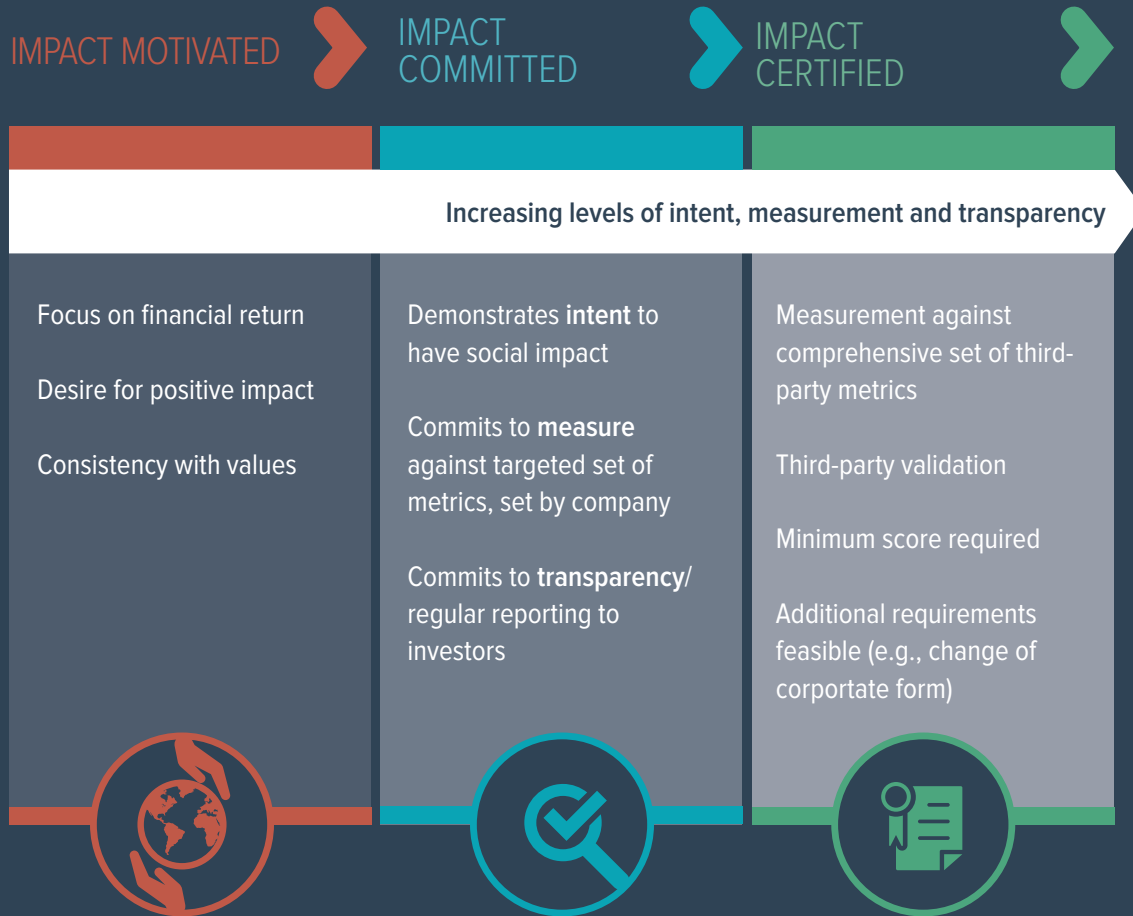 IMPACT MOTIVATED
IMPACT
COMMITTED
IMPACT
CERTIFIED
Increasing levels of intent, measurement and transparency
Focus on financial return
Desire for positive impact
Consistency with values
Demonstrates intent to
have social impact
Commits to measure
against targeted set of
metrics, set by company
Commits to transparency/
regular reporting to
investors
Measurement against
comprehensive set of third-
party metrics
Third-party validation
Minimum score required
Additional requirements
feasible (e.g., change of
corportate form)